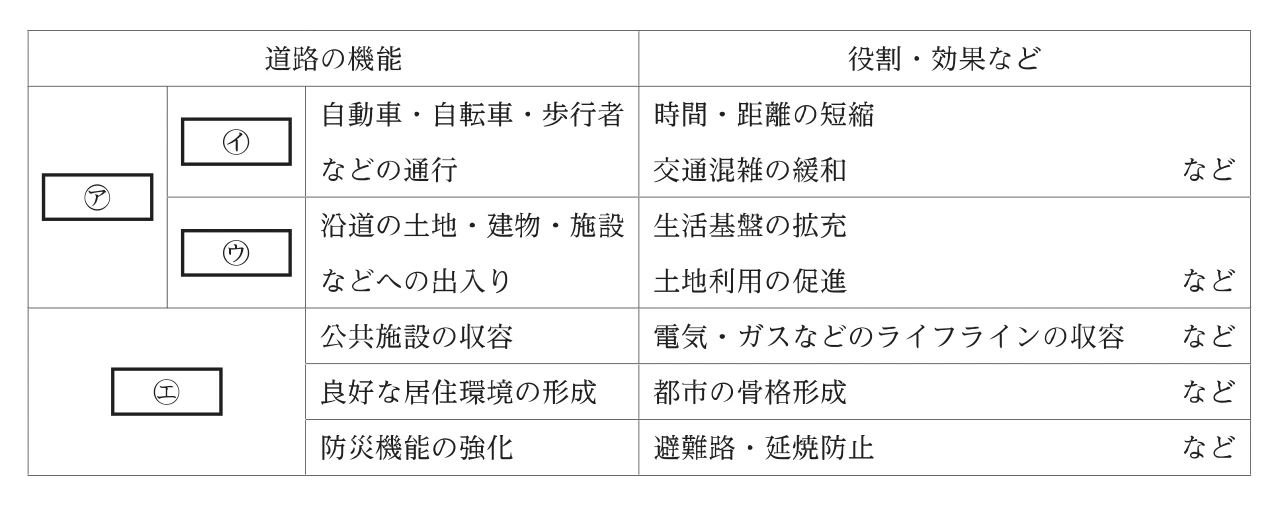 道路の機能
役割・効果など
㋐
㋑
自動車・自転車・歩行者
などの通行
時間・距離の短縮
交通混雑の緩和 など
㋒
沿道の土地・建物・施設
などへの出入り
生活基盤の拡充
土地利用の促進 など
㋓
公共施設の収容
電気・ガスなどのライフラインの収容 など
良好な居住環境の形成
都市の骨格形成 など
防災機能の強化
避難路・延焼防止 など